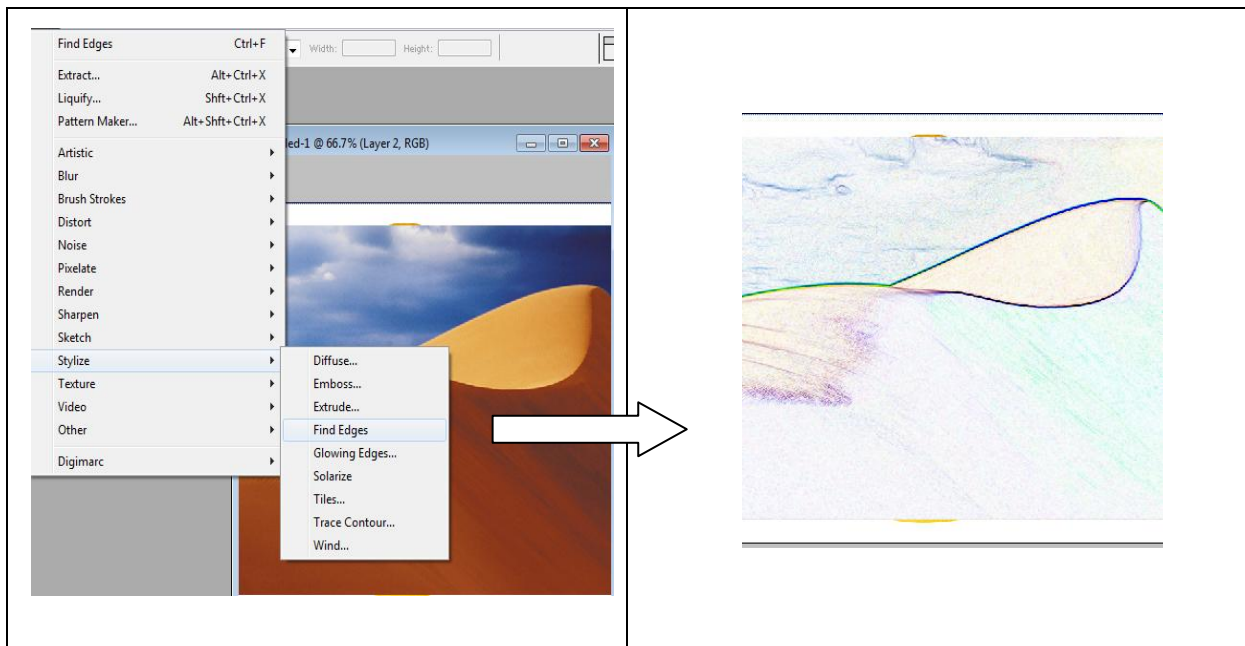 Find Edges Ctrl+F
Width: Height:
Extract... Alt+Ctrl+X
Liquify... Shft+Ctrl+X
Pattern Maker... Alt+Shft+Ctrl+X
led-1 @ 66.7% (Layer 2, RGB)
Artistic
Blur
Brush Strokes
Distort
Noise
Pixelate
Render
Sharpen
Sketch
Stylize
Texture
Video
Other
Digimarc
Diffuse...
Emboss...
Extrude...
Find Edges
Glowing Edges...
Solarize
Tiles...
Trace Contour...
Wind...